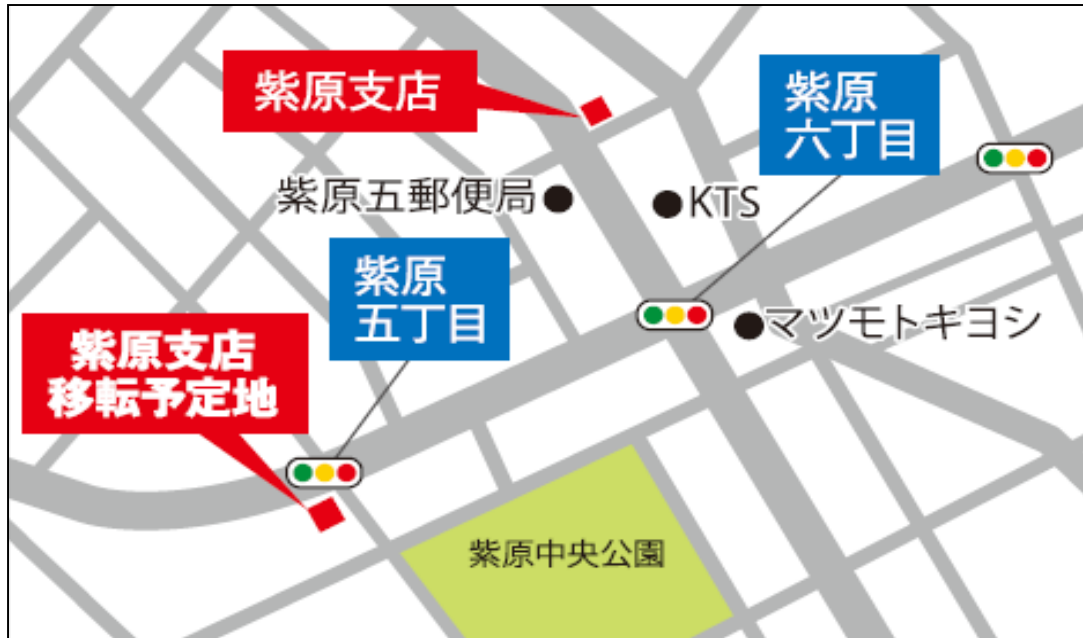 紫原支店
紫原
六丁目
紫原五郵便局
KTS
紫原
五丁目
マツモトキヨシ
紫原支店
移転予定地
紫原中央公園